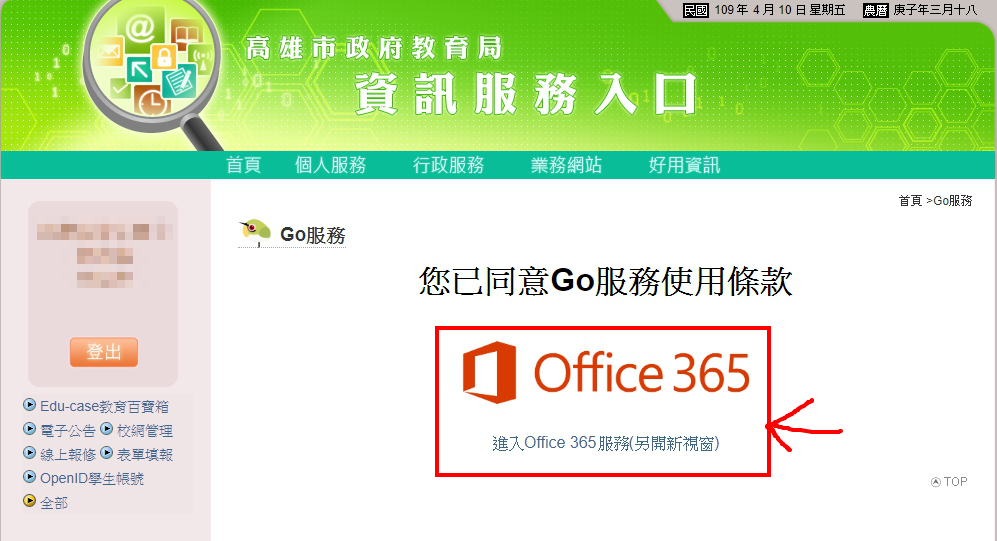 民國 109 年 4 月 10 日 星期五 農曆 庚子年三月十八
高雄市政府教育局
資訊服務入口
首頁 個人服務 行政服務 業務網站 好用資訊
首頁 >Go服務
Go服務
您已同意Go服務使用條款
Office 365
進入Office 365服務(另開新視窗)
登出
Edu-case教育百寶箱
電子公告 校網管理
線上報修 表單填報
OpenID學生帳號
全部
TOP